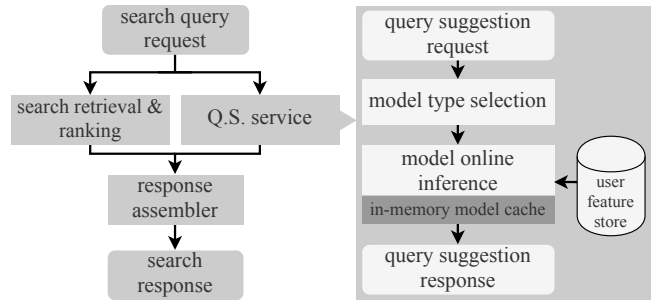 search query
request
search retrieval &
ranking
Q.S. service
response
assembler
search
response
query suggestion
request
model type selection
model online
inference
in-memory model cache
user
feature
store
query suggestion
response